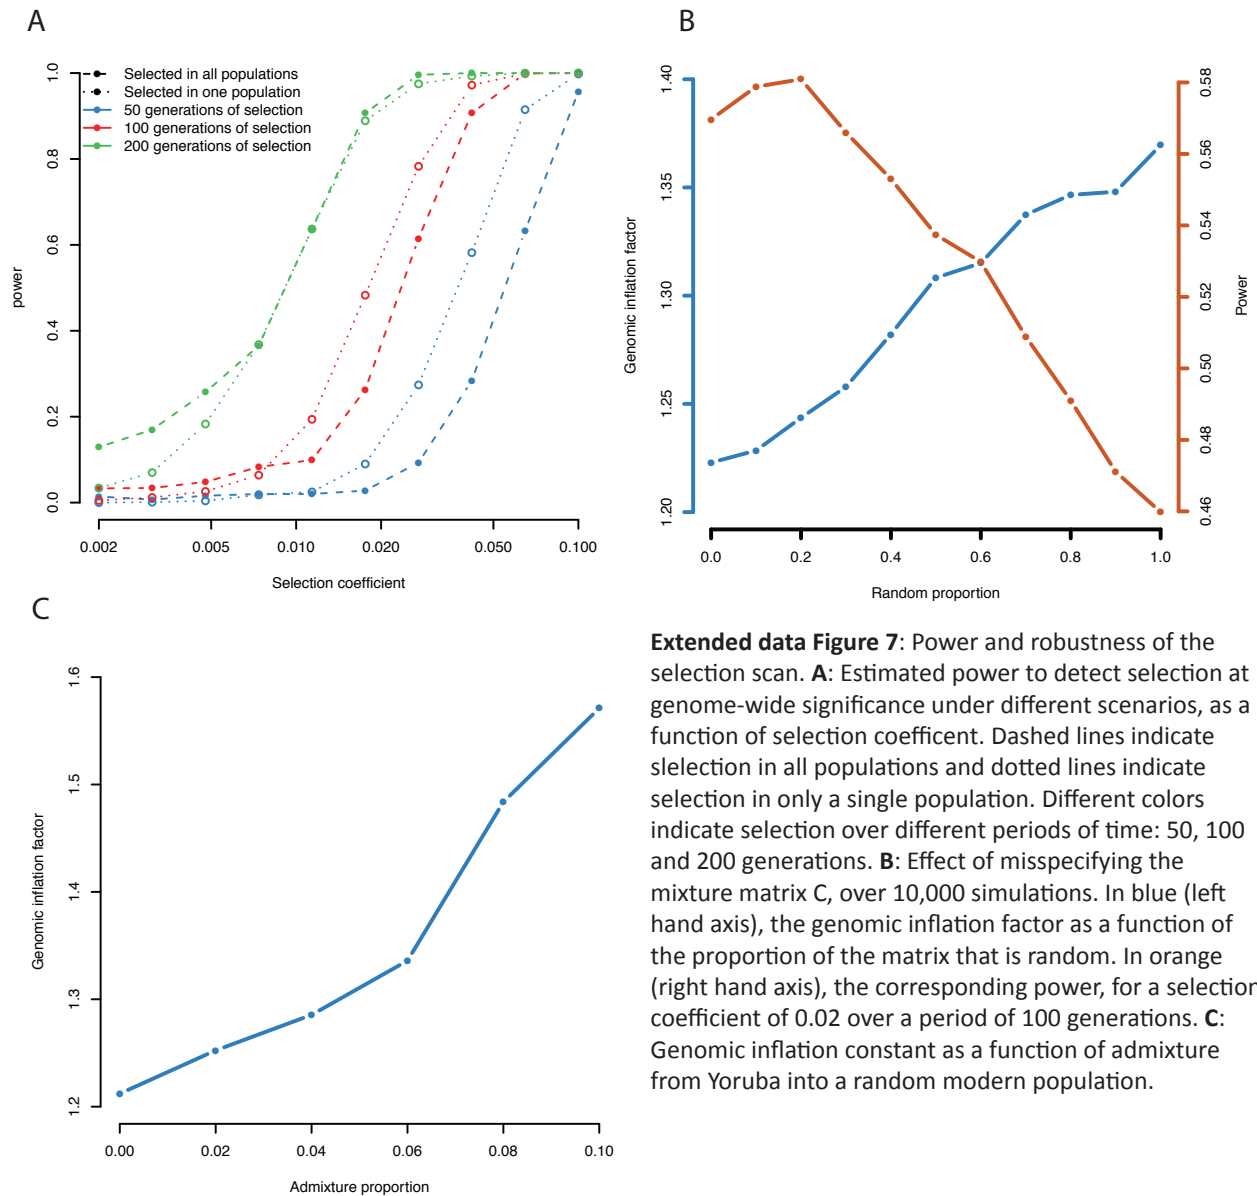 A
Selected in all populations
Selected in one population
50 generations of selection
100 generations of selection
200 generations of selection
power
0.0
0.2
0.4
0.6
0.8
1.0
0.002
0.005
0.010
0.020
0.050
0.100
Selection coefficient
B
Genomic inflation factor
1.20
1.25
1.30
1.35
1.40
0.46
0.48
0.50
0.52
0.54
0.56
0.58
Power
0.0
0.2
0.4
0.6
0.8
1.0
Random proportion
C
Genomic inflation factor
1.2
1.3
1.4
1.5
1.6
0.00
0.02
0.04
0.06
0.08
0.10
Admixture proportion
Extended data Figure 7: Power and robustness of the
selection scan. A: Estimated power to detect selection at
genome-wide significance under different scenarios, as a
function of selection coefficent. Dashed lines indicate
slelection in all populations and dotted lines indicate
selection in only a single population. Different colors
indicate selection over different periods of time: 50, 100
and 200 generations. B: Effect of misspecifying the
mixture matrix C, over 10,000 simulations. In blue (left
hand axis), the genomic inflation factor as a function of
the proportion of the matrix that is random. In orange
(right hand axis), the corresponding power, for a selection
coefficient of 0.02 over a period of 100 generations. C:
Genomic inflation constant as a function of admixture
from Yoruba into a random modern population.